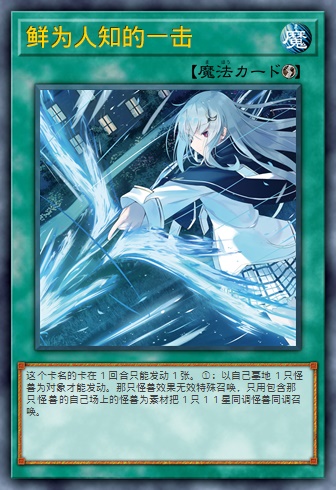 鲜为人知的一击
魔
【魔法カード】
这个卡名的卡在１回合只能发动１张。①：以自己墓地１只怪
兽为对象才能发动。那只怪兽效果无效特殊召唤，只用包含那
只怪兽的自己场上的怪兽为素材把１只１１星同调怪兽同调召
唤。